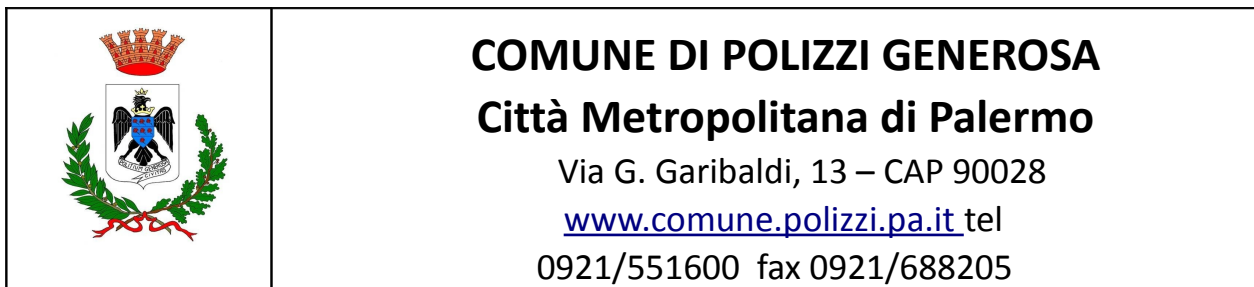 COMUNE DI POLIZZI GENEROSA
Città Metropolitana di Palermo
Via G. Garibaldi, 13 – CAP 90028
www.comune.polizzi.pa.it tel
0921/551600 fax 0921/688205